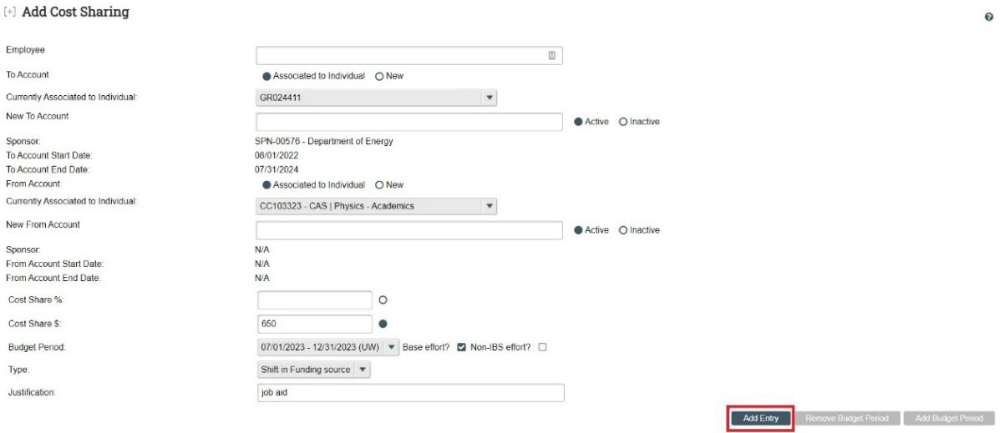 [+] Add Cost Sharing
Employee
To Account Associated to Individual New
Currently Associated to Individual: GR024411
New To Account Active Inactive
Sponsor: SPN-00576 - Department of Energy
To Account Start Date: 08/01/2022
To Account End Date: 07/31/2024
From Account Associated to Individual New
Currently Associated to Individual: CC103323 - CAS | Physics - Academics
New From Account Active Inactive
Sponsor: N/A
From Account Start Date: N/A
From Account End Date: N/A
Cost Share %:
Cost Share $: 650
Budget Period: 07/01/2023 - 12/31/2023 (UW) Base effort? Non-IBS effort?
Type: Shift in Funding source
Justification: job aid
Add Entry Remove Budget Period Add Budget Period